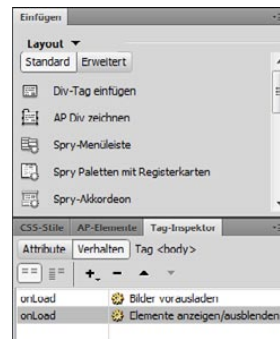 Einfügen
Layout
Standard Erweitert
Div-Tag einfügen
AP Div zeichnen
Spry-Menüleiste
Spry Paletten mit Registerkarten
Spry-Akkordeon
CSS-Stile AP-Elemente Tag-Inspektor
Attribute Verhalten Tag <body>
onLoad Bilder vorausladen
onLoad Elemente anzeigen/ausblenden